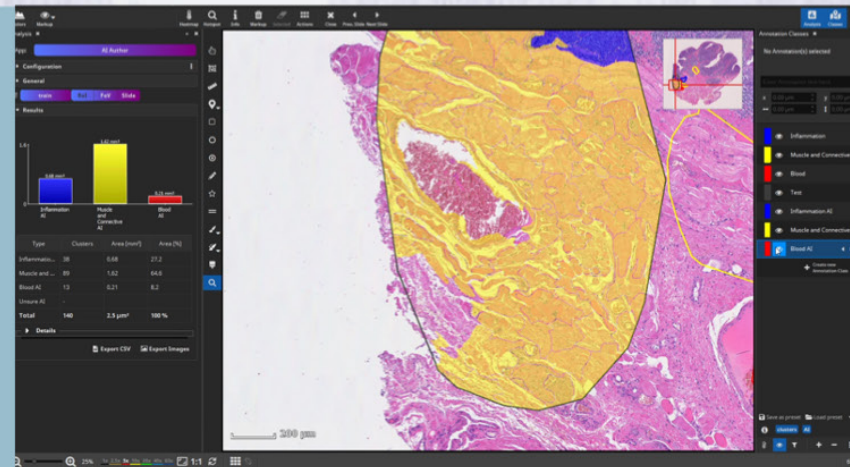 Markup
Heatmap
Hotspot
Info
Markup
Selected
Actions
Close
Prev. Slide
Next Slide
Analysis
Classes
App:
AI Author
Configuration
General
train
RoI
FoV
Slide
Results
1.62 mm²
0.68 mm²
0.21 mm²
Inflammation AI
Muscle and Connective AI
Blood AI
Type Clusters Area [mm²] Area [%]
Inflammatio... 38 0.68 27.2
Muscle and ... 89 1.62 64.6
Blood AI 13 0.21 8.2
Unsure AI -
Total 140 2.5 µm² 100 %
Details
Export CSV Export Images
25%
1:1
200 µm
Annotation Classes
No Annotation(s) selected
Inflammation
Muscle and Connective
Blood
Test
Inflammation AI
Muscle and Connective
Blood AI
Create new Annotation Class
Save as preset
Load preset
clusters
AI